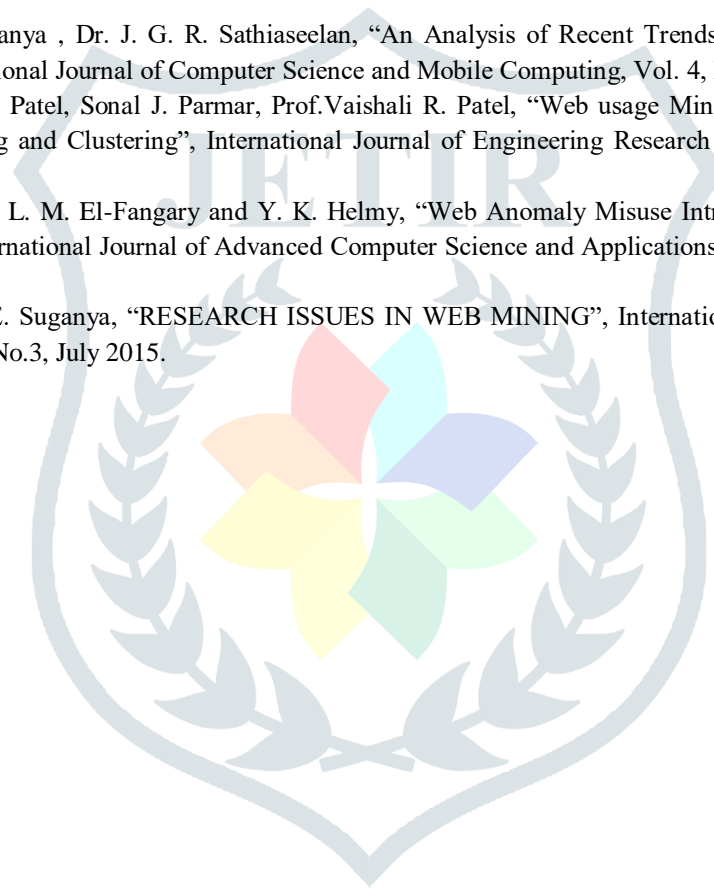 anya , Dr. J. G. R. Sathiaseelan, “An Analysis of Recent Trends
ional Journal of Computer Science and Mobile Computing, Vol. 4,
Patel, Sonal J. Parmar, Prof.Vaishali R. Patel, “Web usage Min
g and Clustering”, International Journal of Engineering Research
JETIR
L. M. El-Fangary and Y. K. Helmy, “Web Anomaly Misuse Intr
rnational Journal of Advanced Computer Science and Applications
E. Suganya, “RESEARCH ISSUES IN WEB MINING”, Internatio
No.3, July 2015.